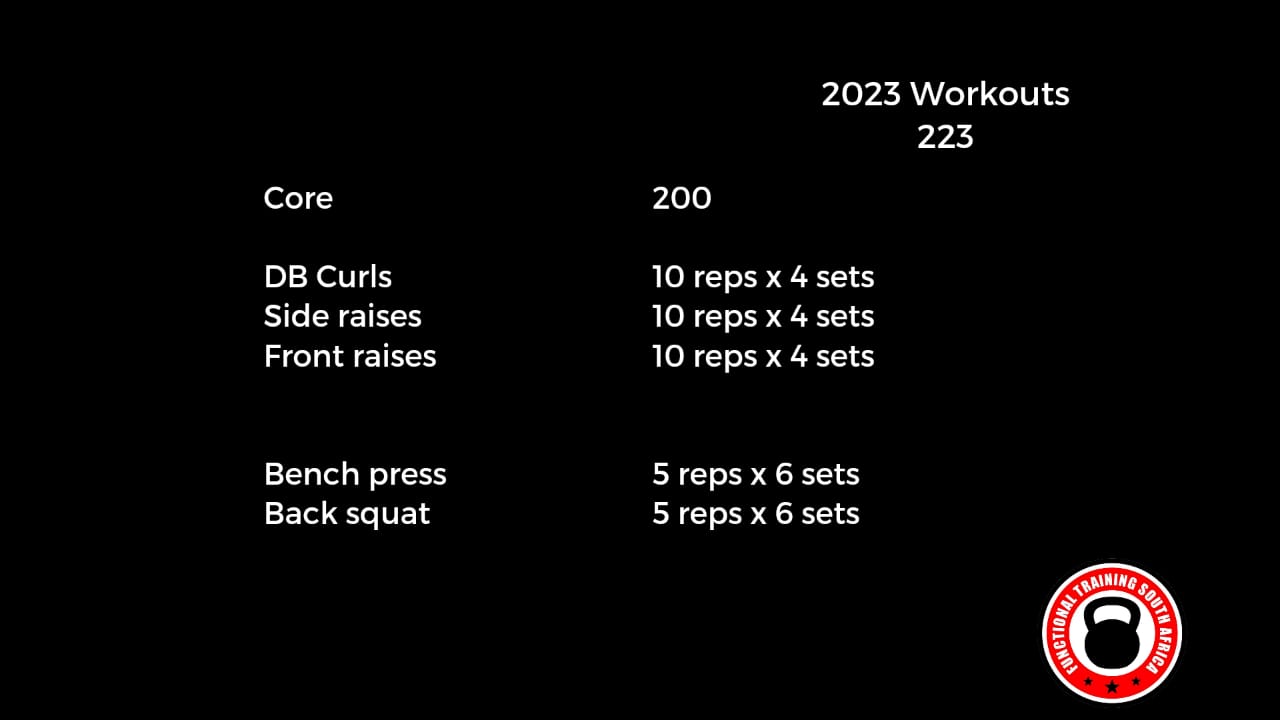 2023 Workouts
223
Core 200
DB Curls 10 reps x 4 sets
Side raises 10 reps x 4 sets
Front raises 10 reps x 4 sets
Bench press 5 reps x 6 sets
Back squat 5 reps x 6 sets
FUNCTIONAL TRAINING SOUTH AFRICA